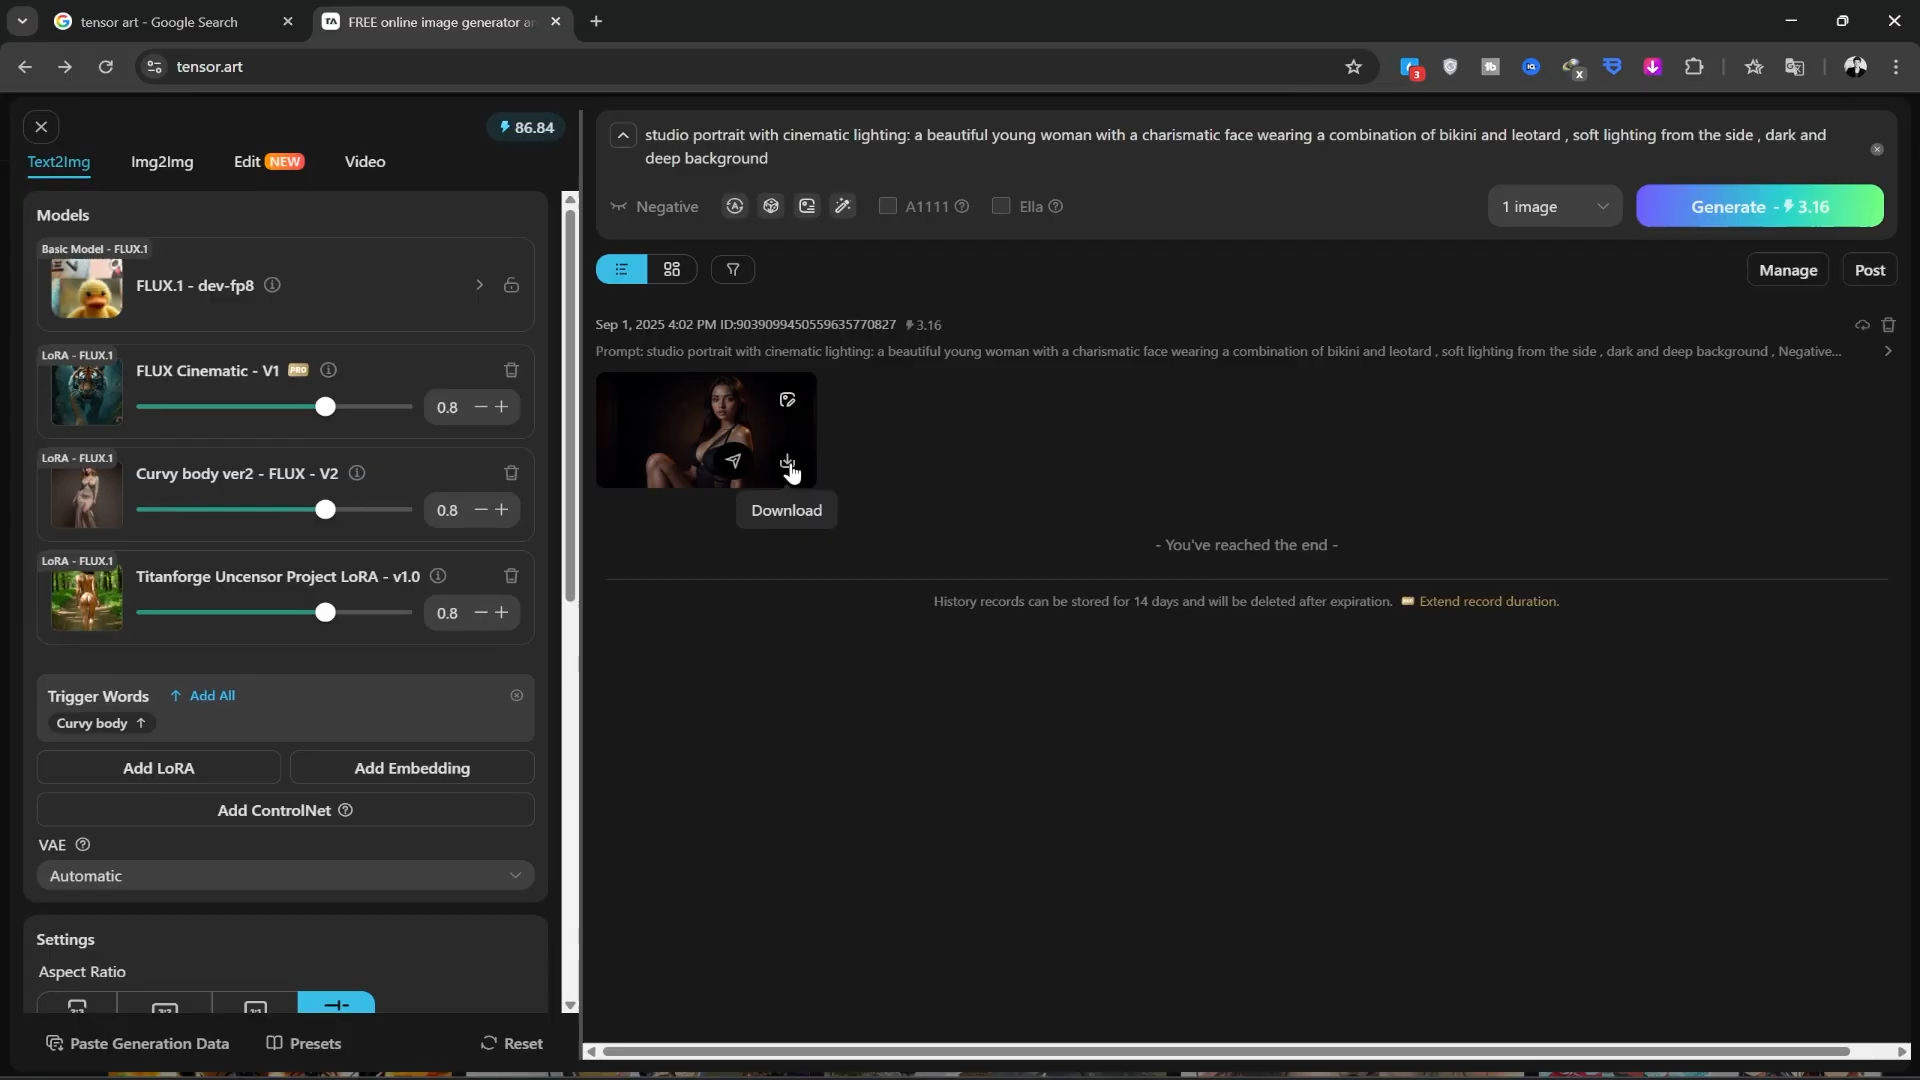 tensor art - Google Search
TA FREE online image generator an
tensor.art
3
tb
iQ
x
86.84
Text2Img Img2Img Edit NEW Video
Models
Basic Model - FLUX.1
FLUX.1 - dev-fp8
LoRA - FLUX.1
FLUX Cinematic - V1 PRO
0.8
LoRA - FLUX.1
Curvy body ver2 - FLUX - V2
0.8
LoRA - FLUX.1
Titanforge Uncensor Project LoRA - v1.0
0.8
Trigger Words Add All
Curvy body
Add LoRA Add Embedding
Add ControlNet
VAE
Automatic
Settings
Aspect Ratio
Paste Generation Data Presets Reset
studio portrait with cinematic lighting: a beautiful young woman with a charismatic face wearing a combination of bikini and leotard , soft lighting from the side , dark and
deep background
Negative A1111 Ella 1 image Generate - 3.16
Manage Post
Sep 1, 2025 4:02 PM ID:903909945055963577​0827 3.16
Prompt: studio portrait with cinematic lighting: a beautiful young woman with a charismatic face wearing a combination of bikini and leotard , soft lighting from the side , dark and deep background , Negative...
Download
- You've reached the end -
History records can be stored for 14 days and will be deleted after expiration. Extend record duration.